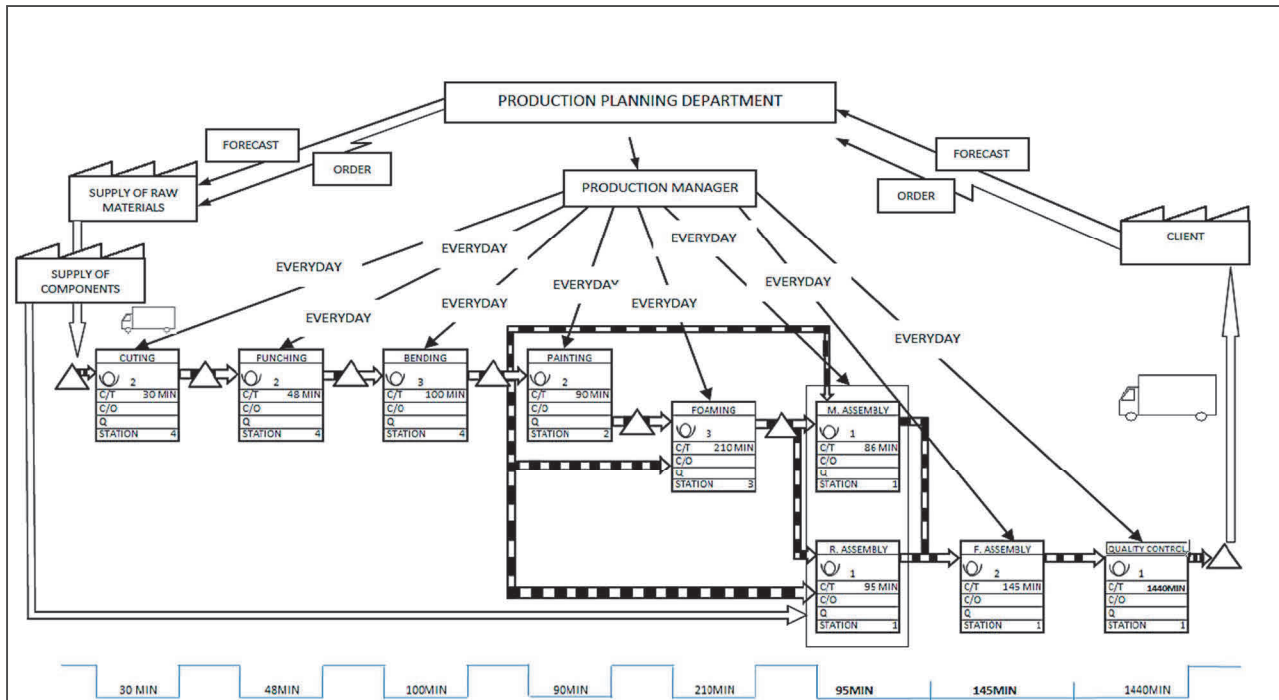 PRODUCTION PLANNING DEPARTMENT
FORECAST
ORDER
FORECAST
ORDER
PRODUCTION MANAGER
SUPPLY OF RAW
MATERIALS
CLIENT
SUPPLY OF
COMPONENTS
EVERYDAY
EVERYDAY
EVERYDAY
EVERYDAY
EVERYDAY
EVERYDAY
EVERYDAY
EVERYDAY
EVERYDAY
CUTING
2
C/T 30 MIN
C/O
Q
STATION 4
PUNCHING
2
C/T 48 MIN
C/O
Q
STATION 4
BENDING
3
C/T 100 MIN
C/O
Q
STATION 4
PAINTING
2
C/T 90 MIN
C/O
Q
STATION 2
FOAMING
3
C/T 210 MIN
C/O
Q
STATION 3
M. ASSEMBLY
1
C/T 86 MIN
C/O
Q
STATION 1
R. ASSEMBLY
1
C/T 95 MIN
C/O
Q
STATION 1
F. ASSEMBLY
2
C/T 145 MIN
C/O
Q
STATION 1
QUALITY CONTROL
1
C/T 1440MIN
C/O
Q
STATION 1
30 MIN 48MIN 100MIN 90MIN 210MIN 95MIN 145MIN 1440MIN